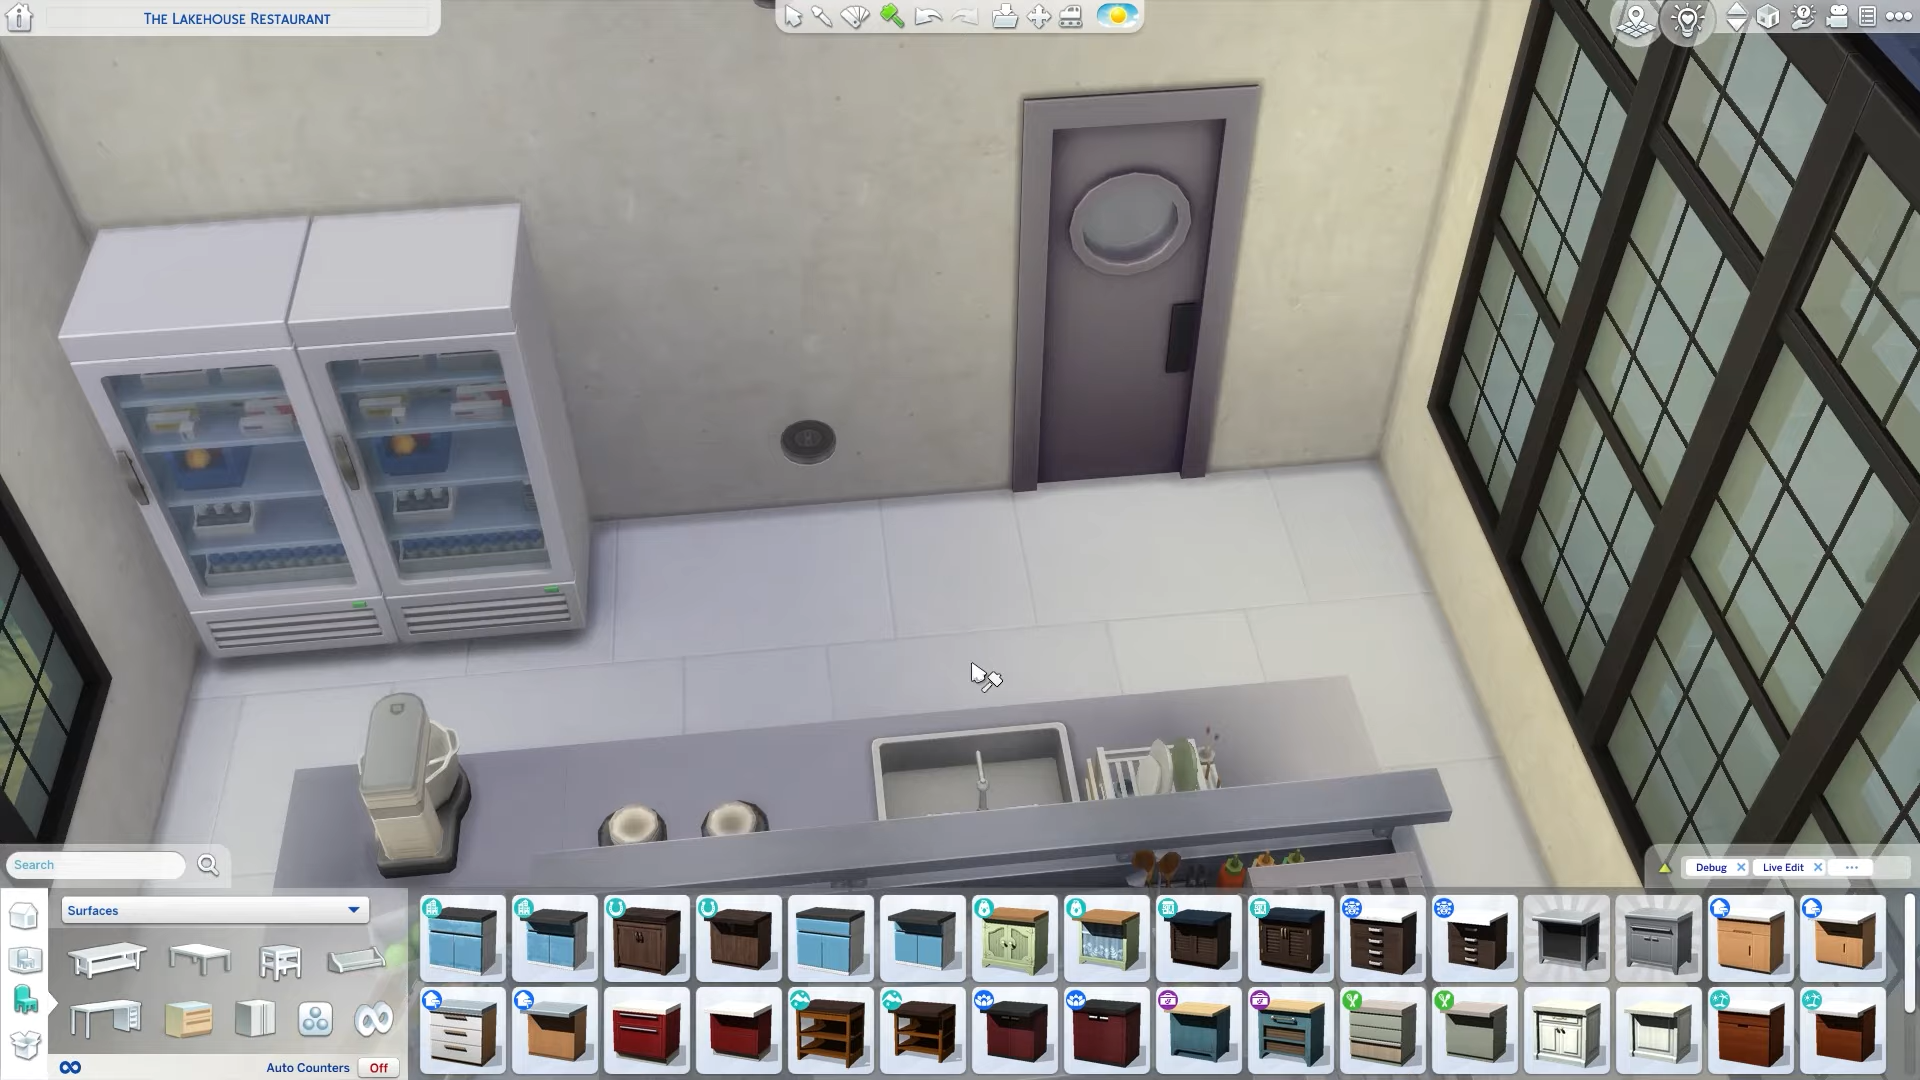 The Lakehouse Restaurant
Search
Debug
Live Edit
Surfaces
Auto Counters
Off